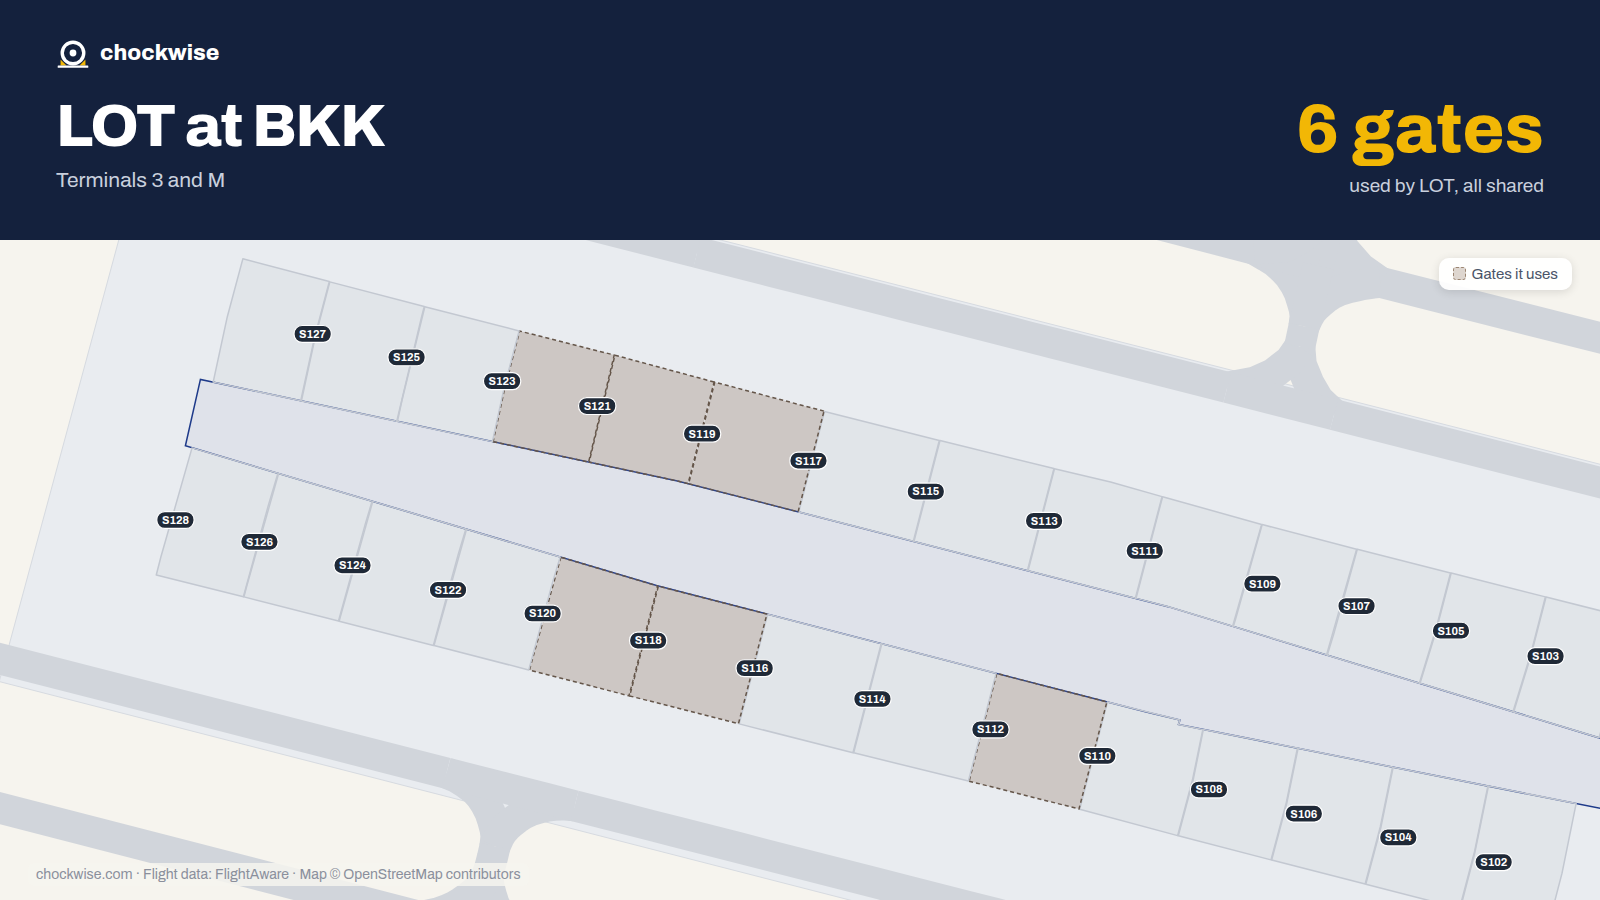 chockwise
LOT at BKK
Terminals 3 and M
6 gates
used by LOT, all shared
Gates it uses
S127
S125
S123
S121
S119
S117
S115
S113
S111
S109
S107
S105
S103
S128
S126
S124
S122
S120
S118
S116
S114
S112
S110
S108
S106
S104
S102
chockwise.com · Flight data: FlightAware · Map © OpenStreetMap contributors